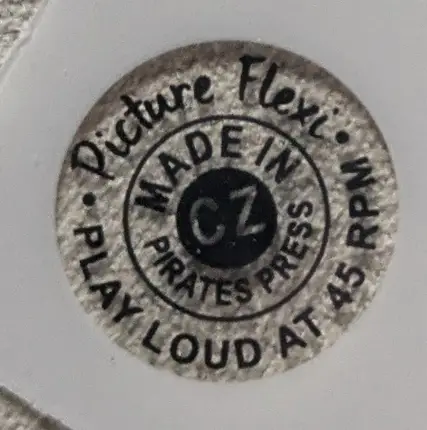 • Picture Flexi •
PLAY LOUD AT 45 RPM
MADE IN
CZ
PIRATES PRESS